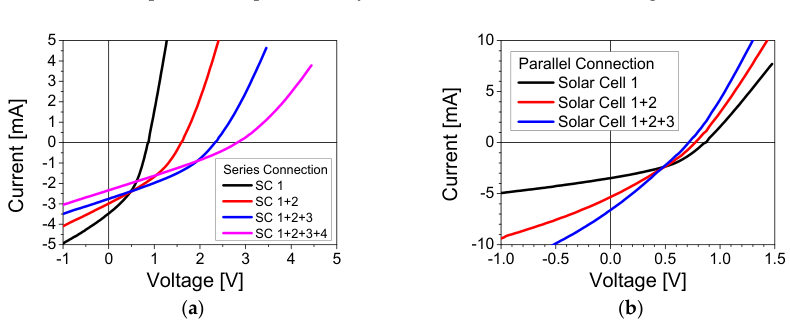 5
4
3
2
1
0
-1
-2
-3
-4
-5
Current [mA]
Series Connection
SC 1
SC 1+2
SC 1+2+3
SC 1+2+3+4
-1 0 1 2 3 4 5
Voltage [V]
(a)
10
5
0
-5
-10
Current [mA]
Parallel Connection
Solar Cell 1
Solar Cell 1+2
Solar Cell 1+2+3
-1.0 -0.5 0.0 0.5 1.0 1.5
Voltage [V]
(b)